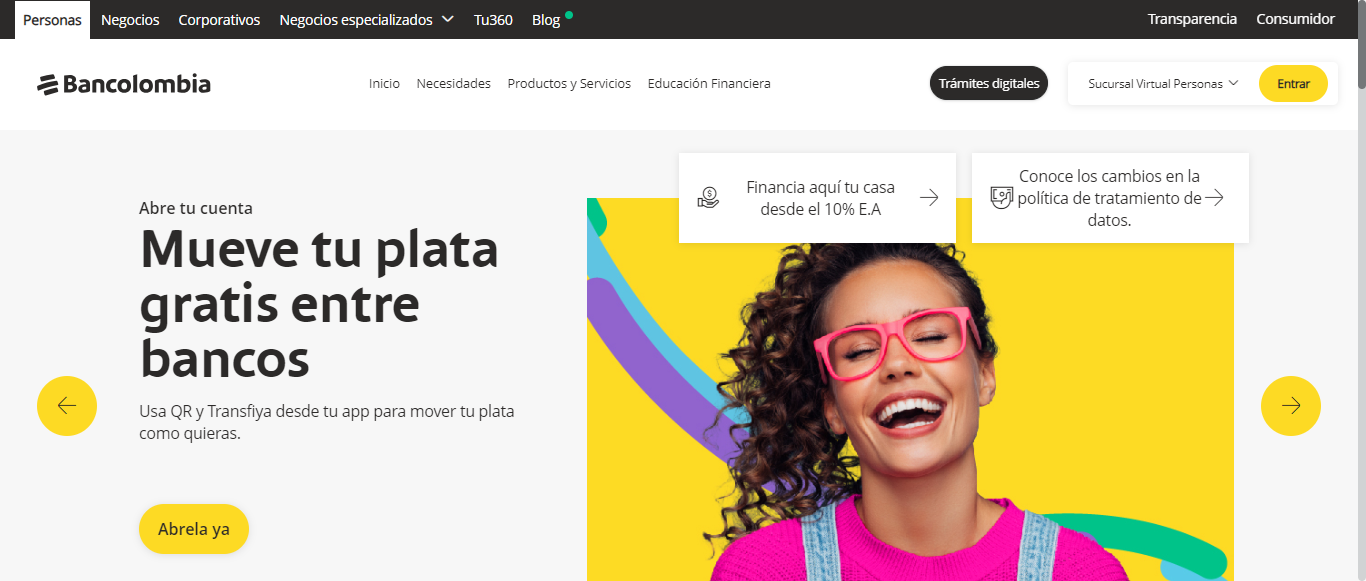 Personas Negocios Corporativos Negocios especializados Tu360 Blog Transparencia Consumidor
Bancolombia Inicio Necesidades Productos y Servicios Educación Financiera Trámites digitales Sucursal Virtual Personas Entrar
Financia aquí tu casa
desde el 10% E.A
Conoce los cambios en la
política de tratamiento de
datos.
Abre tu cuenta
Mueve tu plata
gratis entre
bancos
Usa QR y Transfiya desde tu app para mover tu plata
como quieras.
Abrela ya